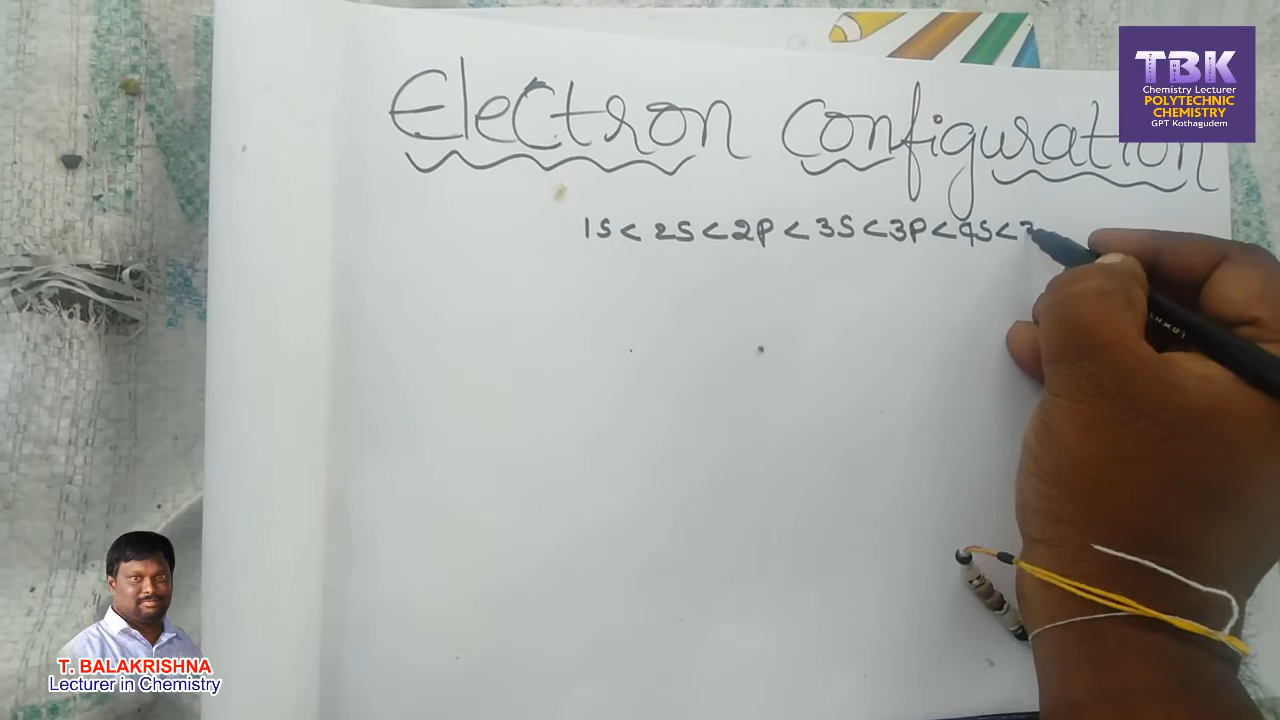 Electron Configuration
1S < 2S < 2P < 3S < 3P < 4S < 3
TBK
Chemistry Lecturer
POLYTECHNIC
CHEMISTRY
GPT Kothagudem
T. BALAKRISHNA
Lecturer in Chemistry